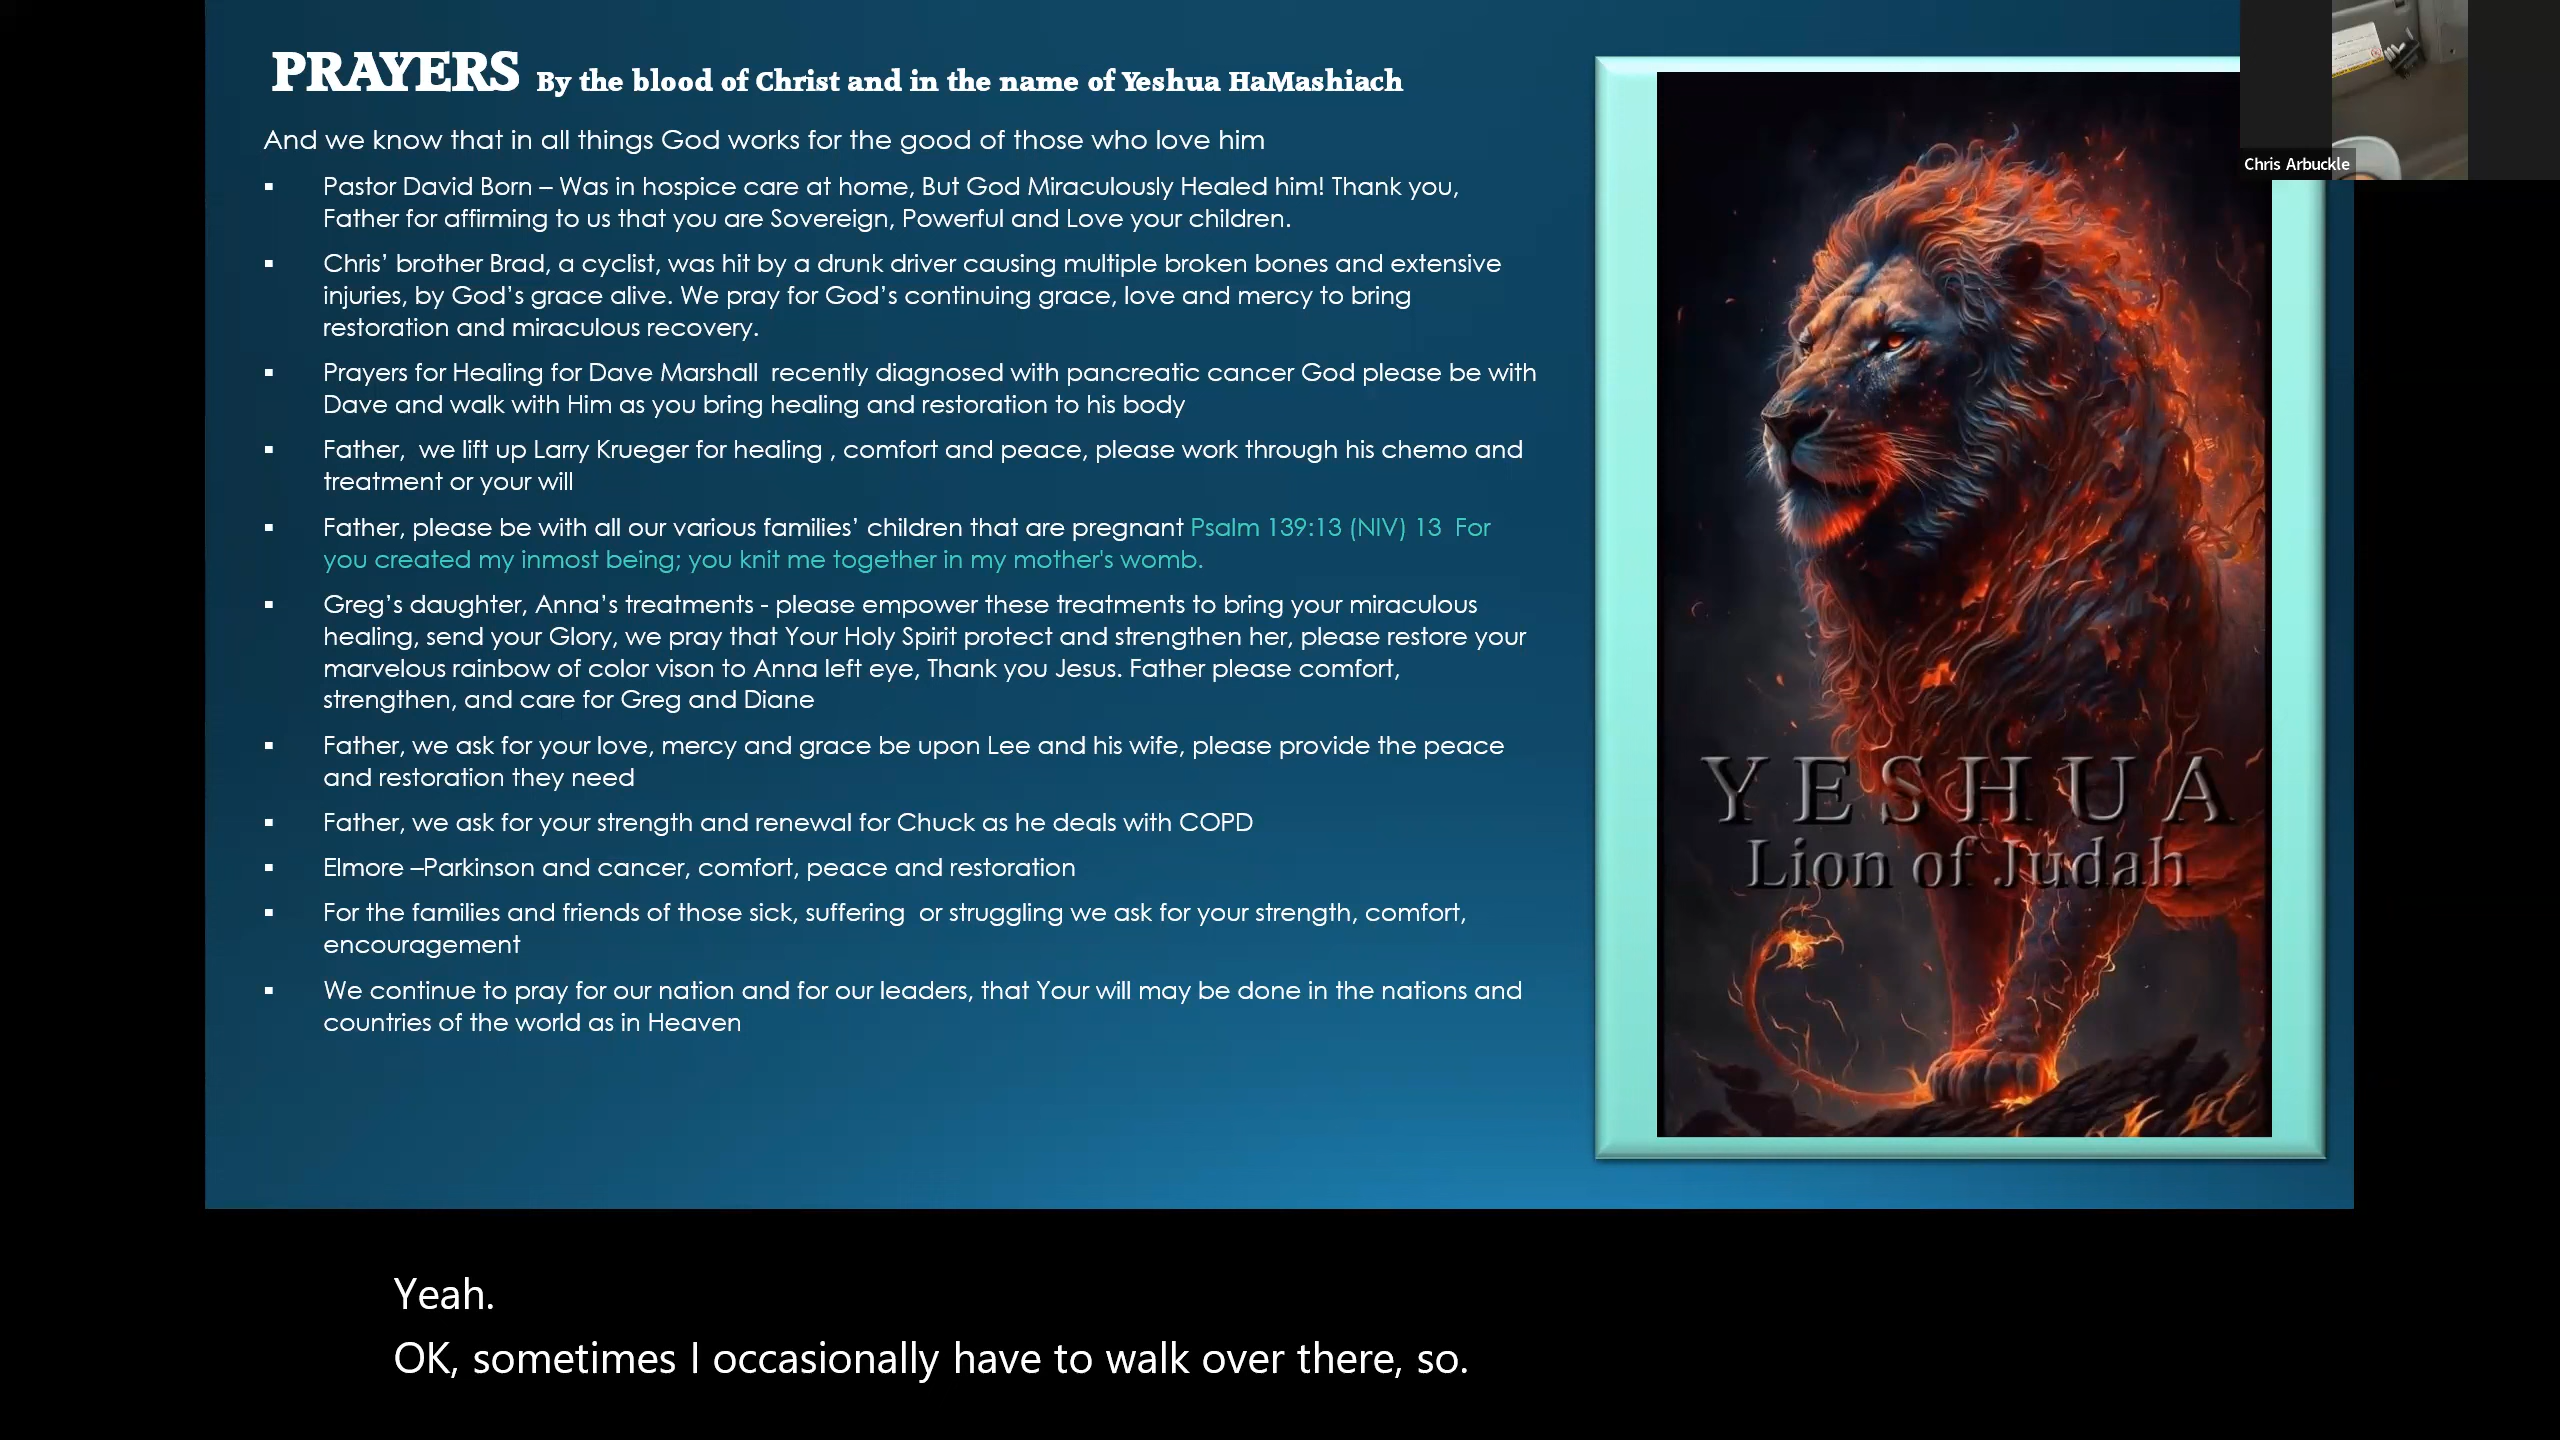 PRAYERS By the blood of Christ and in the name of Yeshua HaMashiach
And we know that in all things God works for the good of those who love him
▪ Pastor David Born – Was in hospice care at home, But God Miraculously Healed him! Thank you,
Father for affirming to us that you are Sovereign, Powerful and Love your children.
▪ Chris’ brother Brad, a cyclist, was hit by a drunk driver causing multiple broken bones and extensive
injuries, by God’s grace alive. We pray for God’s continuing grace, love and mercy to bring
restoration and miraculous recovery.
▪ Prayers for Healing for Dave Marshall  recently diagnosed with pancreatic cancer God please be with
Dave and walk with Him as you bring healing and restoration to his body
▪ Father,  we lift up Larry Krueger for healing , comfort and peace, please work through his chemo and
treatment or your will
▪ Father, please be with all our various families’ children that are pregnant Psalm 139:13 (NIV) 13  For
you created my inmost being; you knit me together in my mother's womb.
▪ Greg’s daughter, Anna’s treatments - please empower these treatments to bring your miraculous
healing, send your Glory, we pray that Your Holy Spirit protect and strengthen her, please restore your
marvelous rainbow of color vison to Anna left eye, Thank you Jesus. Father please comfort,
strengthen, and care for Greg and Diane
▪ Father, we ask for your love, mercy and grace be upon Lee and his wife, please provide the peace
and restoration they need
▪ Father, we ask for your strength and renewal for Chuck as he deals with COPD
▪ Elmore –Parkinson and cancer, comfort, peace and restoration
▪ For the families and friends of those sick, suffering  or struggling we ask for your strength, comfort,
encouragement
▪ We continue to pray for our nation and for our leaders, that Your will may be done in the nations and
countries of the world as in Heaven
YESHUA
Lion of Judah
Chris Arbuckle
Yeah.
OK, sometimes I occasionally have to walk over there, so.